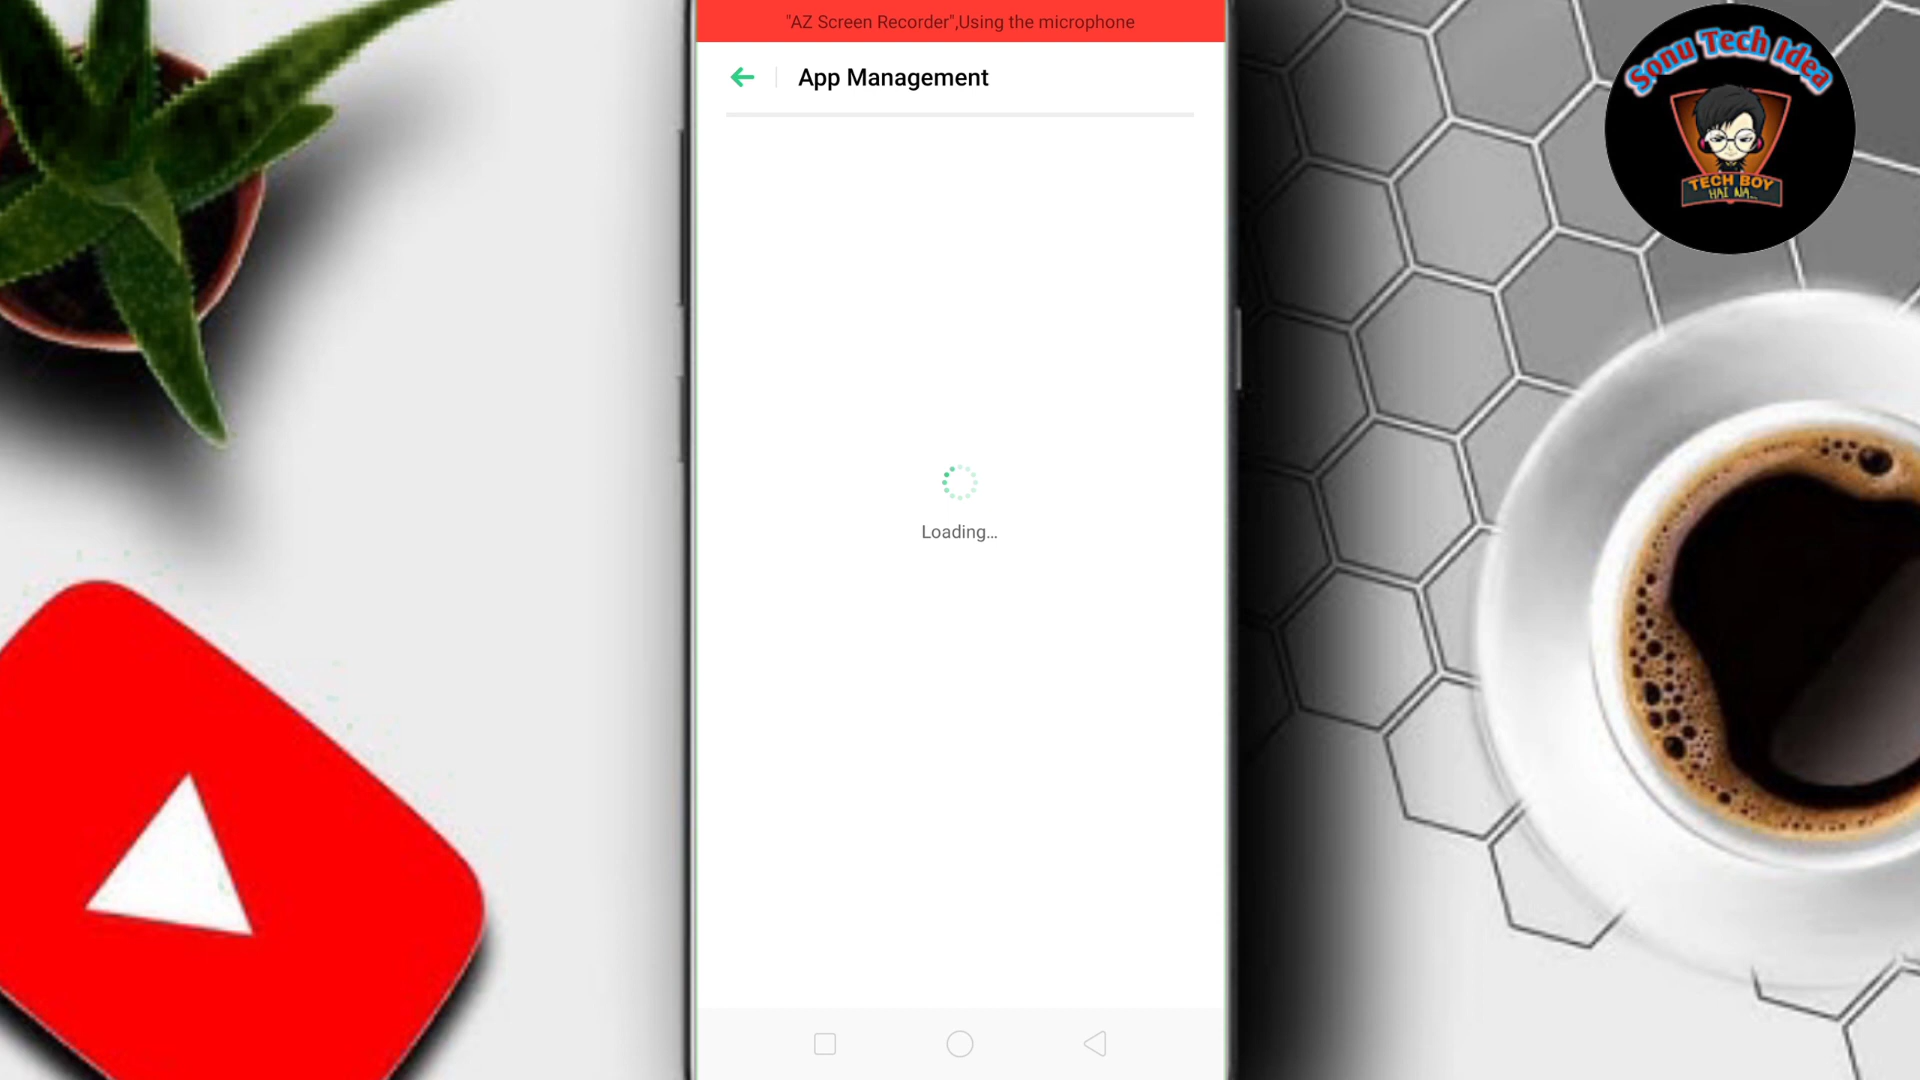 "AZ Screen Recorder",Using the microphone
App Management
Loading...
Sonu Tech Idea
TECH BOY
HAI NA...